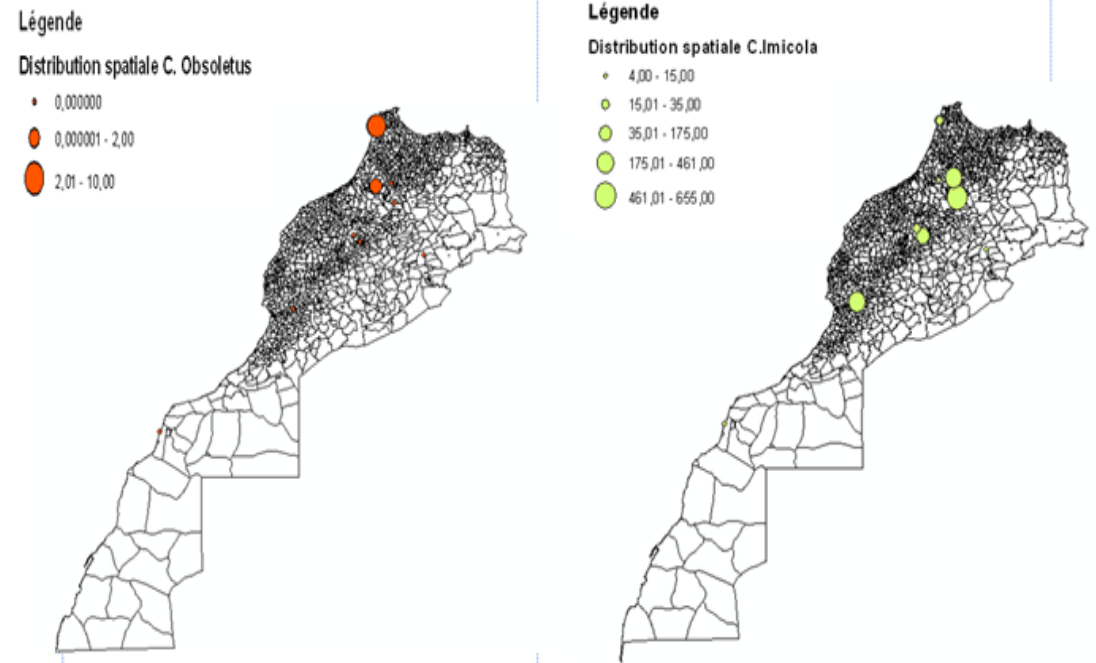 Légende
Distribution spatiale C. Obsoletus
0,000000
0,000001 - 2,00
2,01 - 10,00
Légende
Distribution spatiale C.Imicola
4,00 - 15,00
15,01 - 35,00
35,01 - 175,00
175,01 - 461,00
461,01 - 655,00